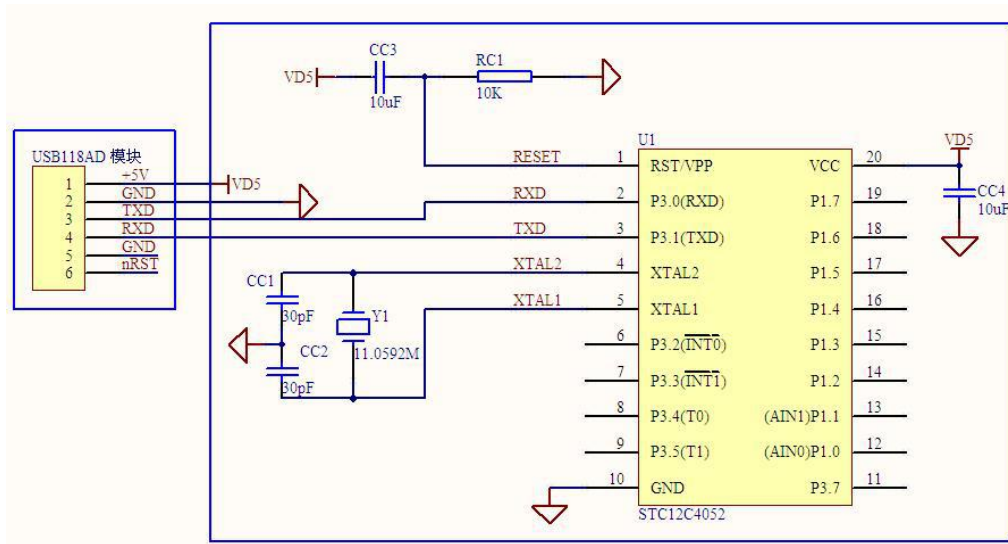 CC3
RC1
VD5
10uF
10K
USB118AD 模块
1 +5V
2 GND
3 TXD
4 RXD
5 GND
6 nRST
VD5
RESET
RXD
TXD
XTAL2
XTAL1
CC1
30pF
Y1
11.0592M
CC2
30pF
U1
1 RST/VPP VCC 20
2 P3.0(RXD) P1.7 19
3 P3.1(TXD) P1.6 18
4 XTAL2 P1.5 17
5 XTAL1 P1.4 16
6 P3.2(INT0) P1.3 15
7 P3.3(INT1) P1.2 14
8 P3.4(T0) (AIN1)P1.1 13
9 P3.5(T1) (AIN0)P1.0 12
10 GND P3.7 11
STC12C4052
VD5
CC4
10uF